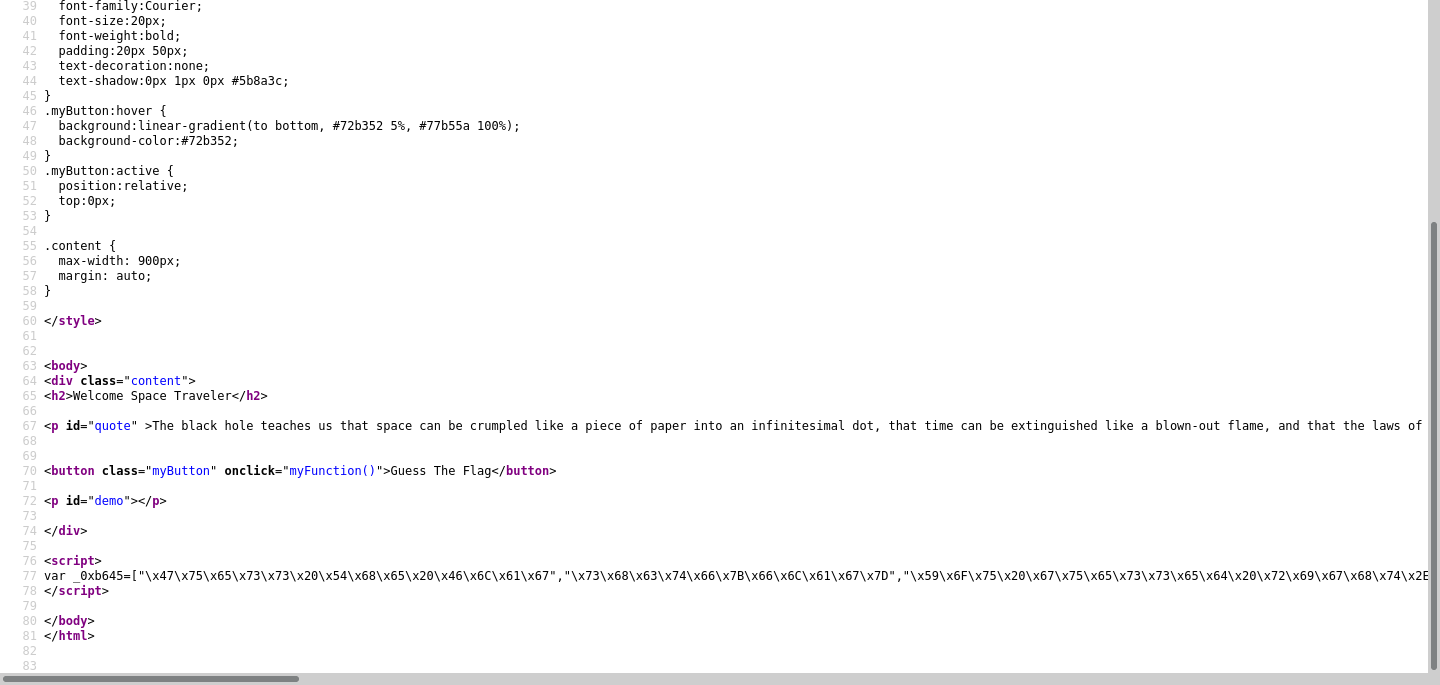 39   font-family:Courier;
40   font-size:20px;
41   font-weight:bold;
42   padding:20px 50px;
43   text-decoration:none;
44   text-shadow:0px 1px 0px #5b8a3c;
45 }
46 .myButton:hover {
47   background:linear-gradient(to bottom, #72b352 5%, #77b55a 100%);
48   background-color:#72b352;
49 }
50 .myButton:active {
51   position:relative;
52   top:0px;
53 }
54
55 .content {
56   max-width: 900px;
57   margin: auto;
58 }
59
60 </style>
61
62
63 <body>
64 <div class="content">
65 <h2>Welcome Space Traveler</h2>
66
67 <p id="quote" >The black hole teaches us that space can be crumpled like a piece of paper into an infinitesimal dot, that time can be extinguished like a blown-out flame, and that the laws of
68
69
70 <button class="myButton" onclick="myFunction()">Guess The Flag</button>
71
72 <p id="demo"></p>
73
74 </div>
75
76 <script>
77 var _0xb645=["\x47\x75\x65\x73\x73\x20\x54\x68\x65\x20\x46\x6C\x61\x67","\x73\x68\x63\x74\x66\x7B\x66\x6C\x61\x67\x7D","\x59\x6F\x75\x20\x67\x75\x65\x73\x73\x65\x64\x20\x72\x69\x67\x68\x74\x2E
78 </script>
79
80 </body>
81 </html>
82
83